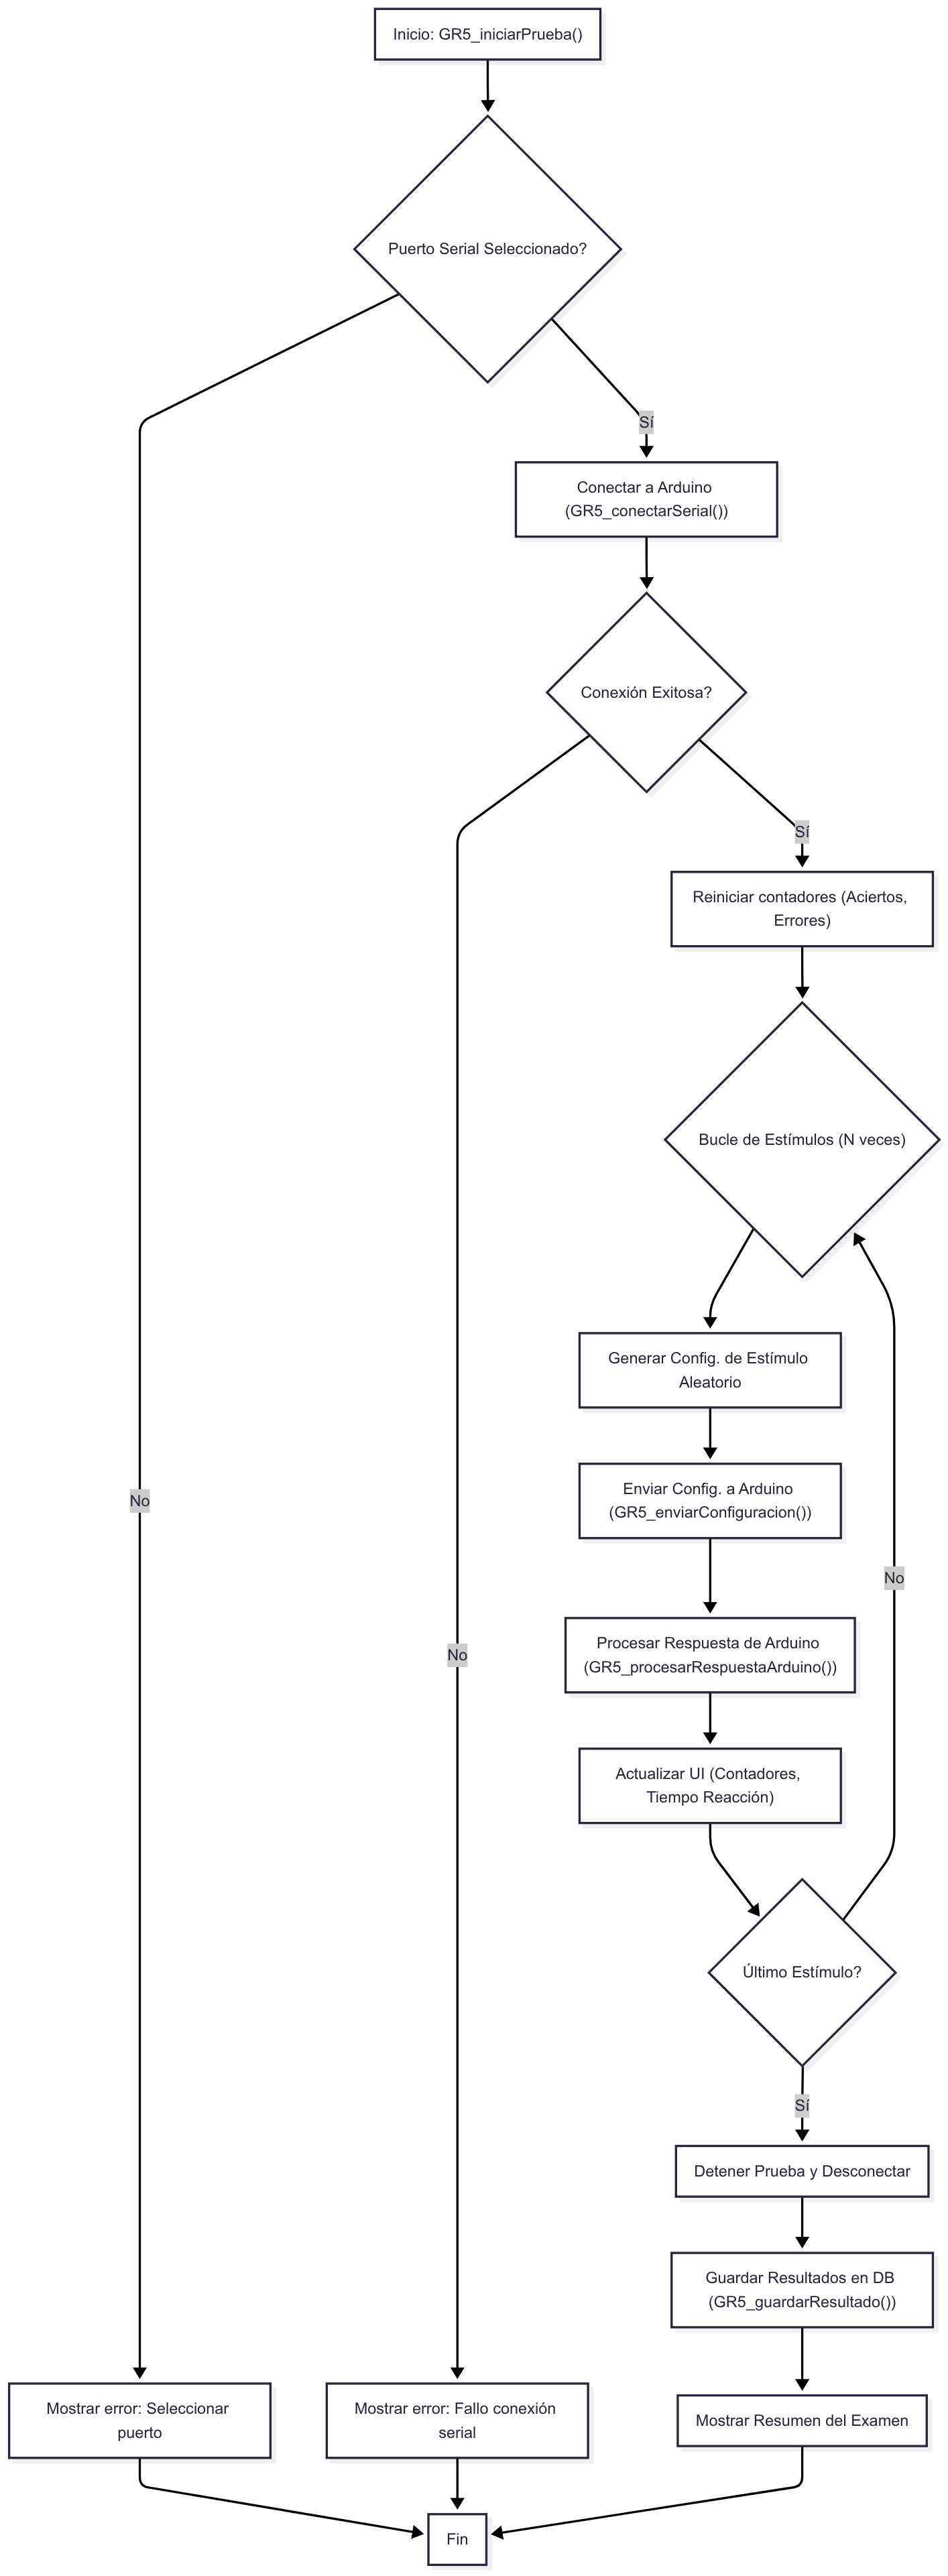 Inicio: GR5_iniciarPrueba()
Puerto Serial Seleccionado?
Sí
Conectar a Arduino
(GR5_conectarSerial())
Conexión Exitosa?
Sí
Reiniciar contadores (Aciertos,
Errores)
Bucle de Estímulos (N veces)
Generar Config. de Estímulo
Aleatorio
Enviar Config. a Arduino
(GR5_enviarConfiguracion())
No
No
Procesar Respuesta de Arduino
(GR5_procesarRespuestaArduino())
No
Actualizar UI (Contadores,
Tiempo Reacción)
Último Estímulo?
Sí
Detener Prueba y Desconectar
Guardar Resultados en DB
(GR5_guardarResultado())
Mostrar error: Seleccionar
puerto
Mostrar error: Fallo conexión
serial
Mostrar Resumen del Examen
Fin